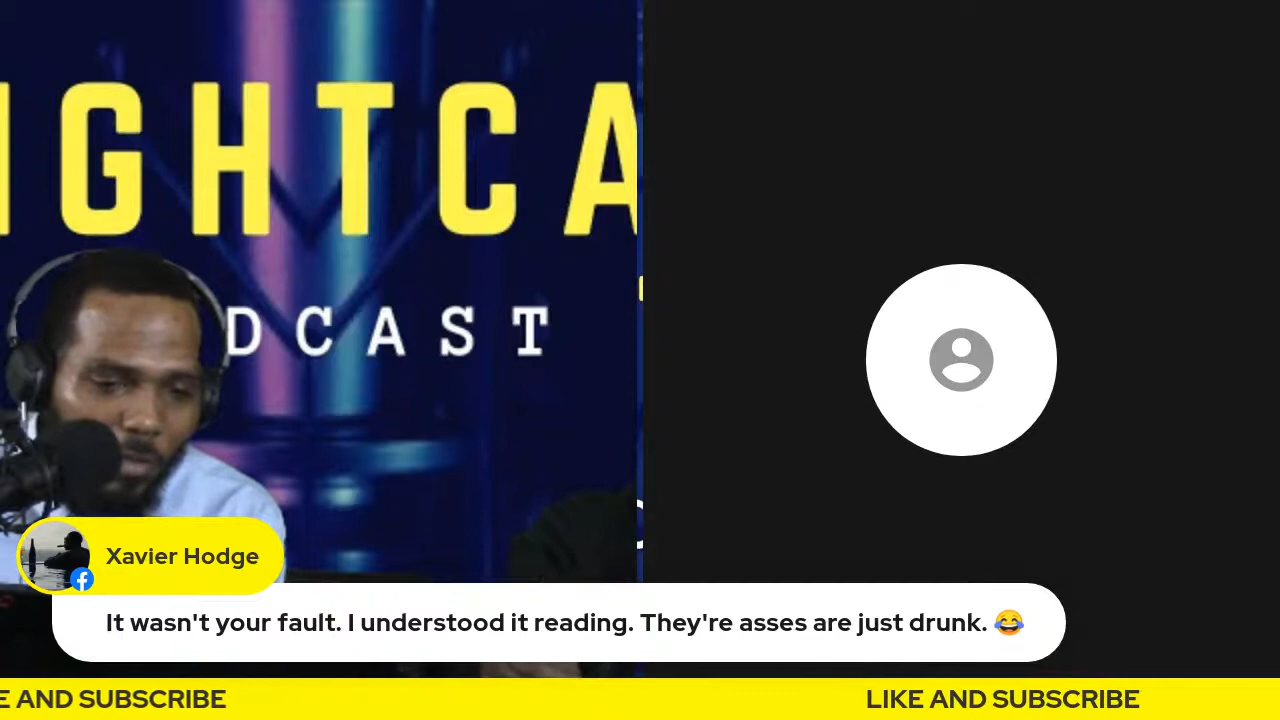 IGHTCA
DCAST
Xavier Hodge
It wasn't your fault. I understood it reading. They're asses are just drunk. 😂
E AND SUBSCRIBE
LIKE AND SUBSCRIBE